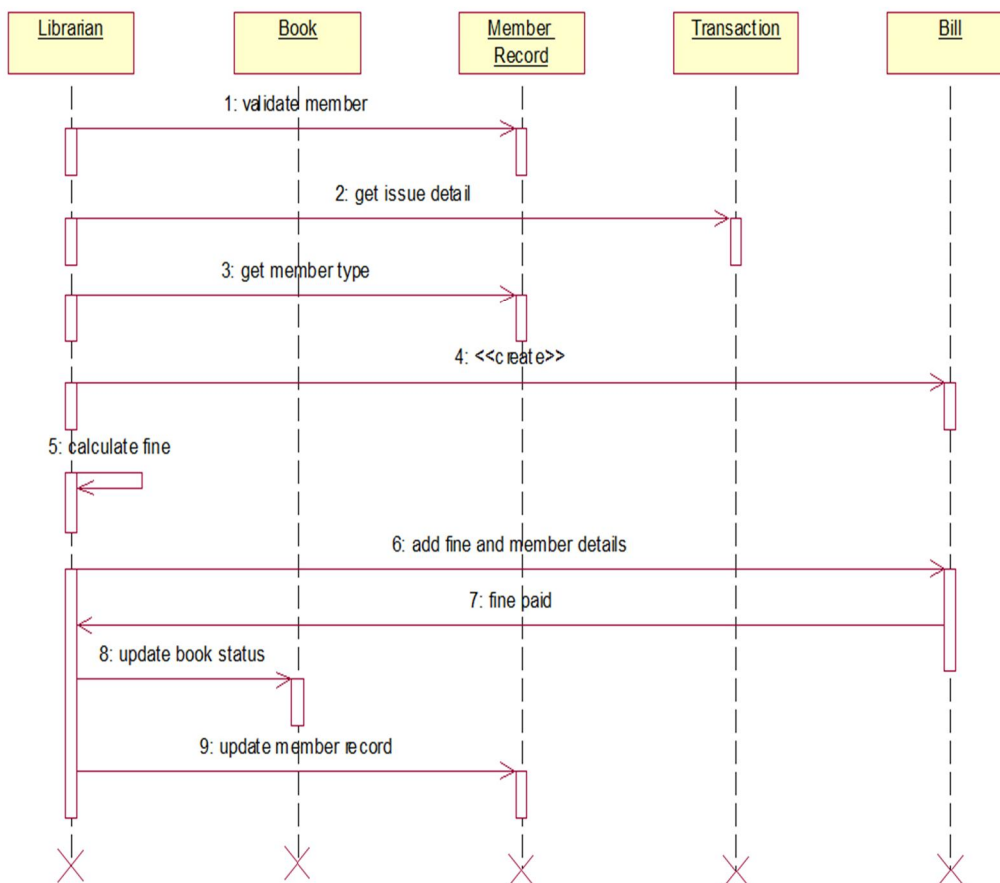 Librarian
Book
Member
Record
Transaction
Bill
1: validate member
2: get issue detail
3: get member type
4: <<create>>
5: calculate fine
6: add fine and member details
7: fine paid
8: update book status
9: update member record